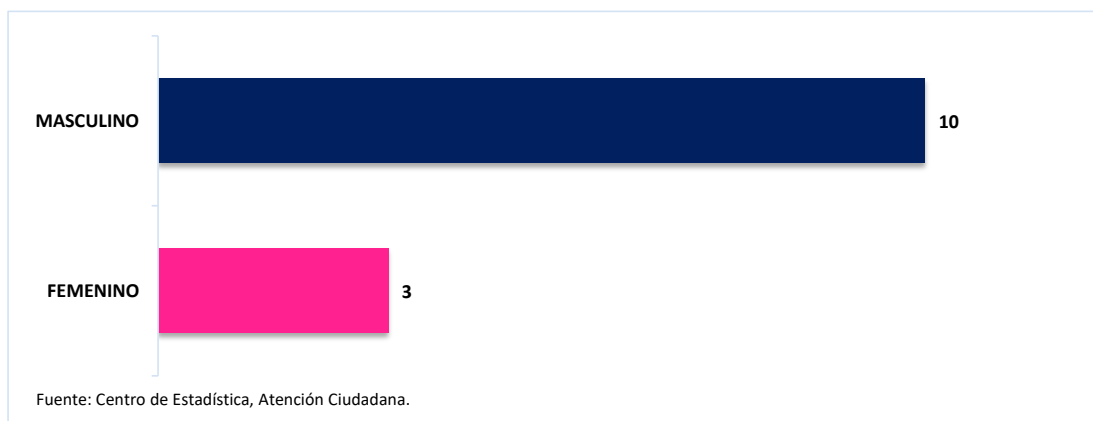 MASCULINO
10
FEMENINO
3
Fuente: Centro de Estadística, Atención Ciudadana.